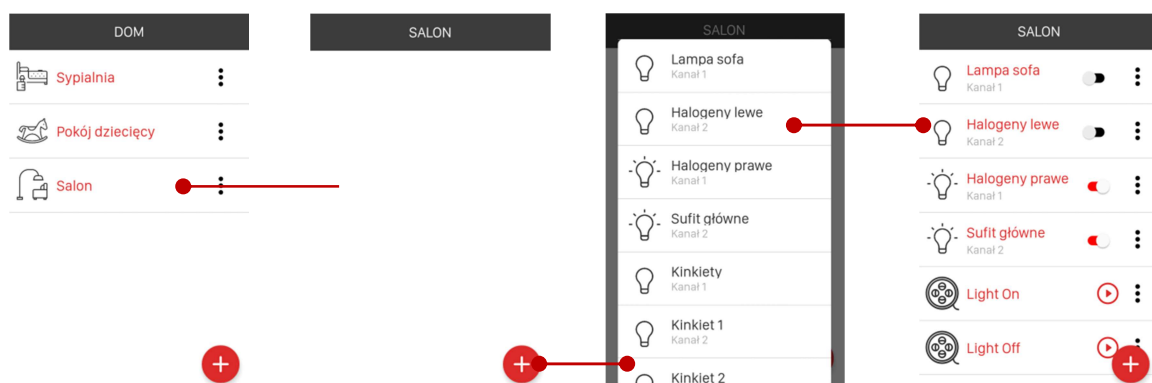 DOM
Sypialnia
Pokój dziecięcy
Salon
SALON
SALON
Lampa sofa
Kanał 1
Halogeny lewe
Kanał 2
Halogeny prawe
Kanał 1
Sufit główne
Kanał 2
Kinkiety
Kanał 1
Kinkiet 1
Kanał 2
Kinkiet 2
SALON
Lampa sofa
Kanał 1
Halogeny lewe
Kanał 2
Halogeny prawe
Kanał 1
Sufit główne
Kanał 2
Light On
Light Off